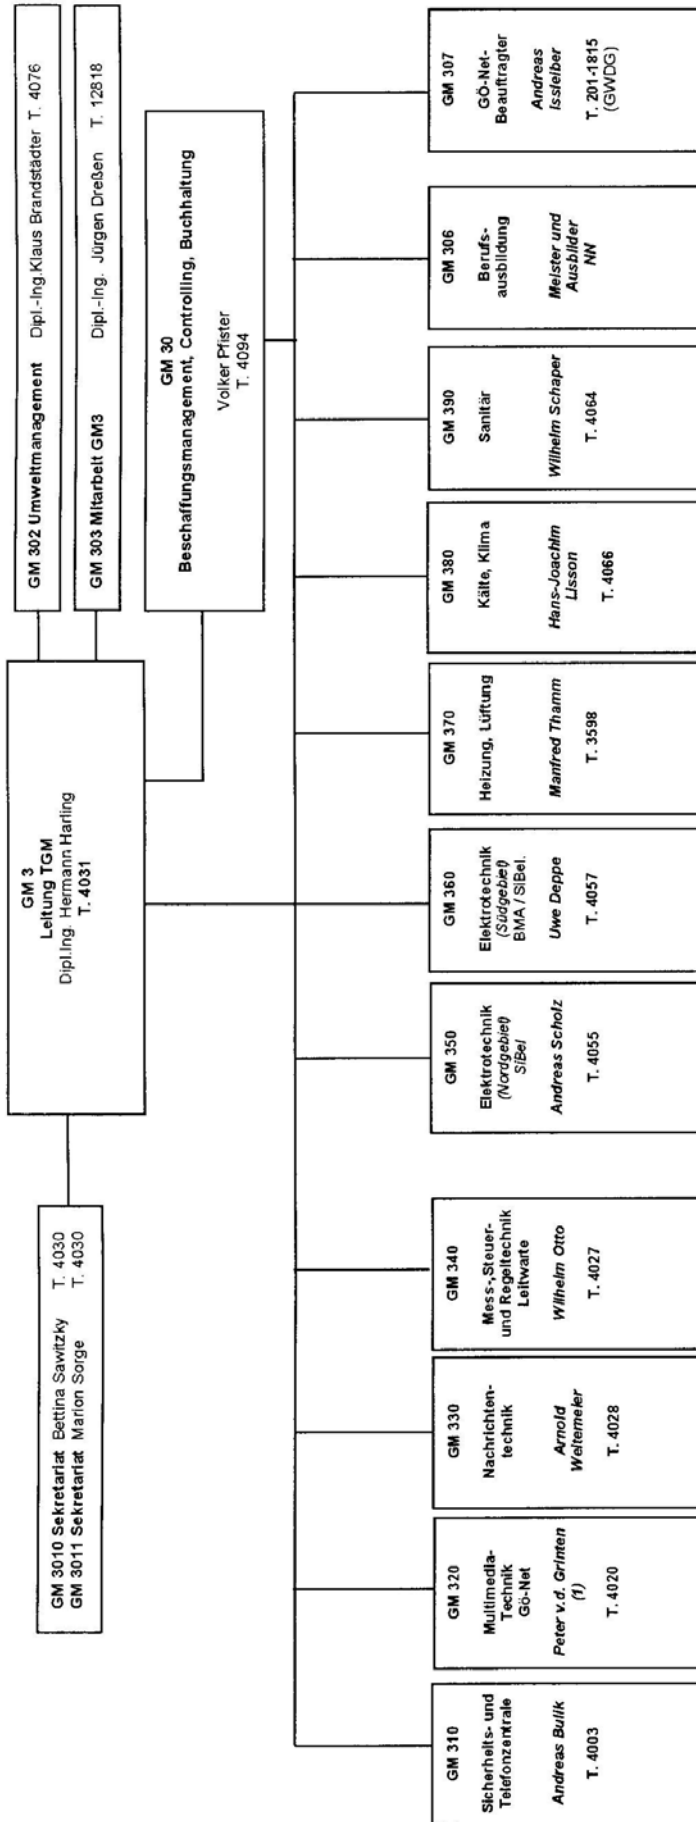 GM 3
Leitung TGM
Dipl.Ing. Hermann Harling
T. 4031
GM 3010 Sekretariat Bettina Sawitzky T. 4030
GM 3011 Sekretariat Marion Sorge T. 4030
GM 302 Umweltmanagement Dipl.-Ing.Klaus Brandstädter T. 4076
GM 303 Mitarbeit GM3 Dipl.-Ing. Jürgen Dreßen T. 12818
GM 30
Beschaffungsmanagement, Controlling, Buchhaltung
Volker Pfister
T. 4094
GM 310
Sicherheits- und
Telefonzentrale
Andreas Bulik
T. 4003
GM 320
Multimedia-
Technik
Gö-Net
Peter v.d. Grinten
(1)
T. 4020
GM 330
Nachrichten-
technik
Arnold
Weltemeier
T. 4028
GM 340
Mess-,Steuer-
und Regeltechnik
Leitwarte
Wilhelm Otto
T. 4027
GM 350
Elektrotechnik
(Nordgebiet)
SiBel
Andreas Scholz
T. 4055
GM 360
Elektrotechnik
(Südgebiet)
BMA / SiBel.
Uwe Deppe
T. 4057
GM 370
Heizung, Lüftung
Manfred Thamm
T. 3598
GM 380
Kälte, Klima
Hans-Joachim
Lisson
T. 4066
GM 390
Sanitär
Wilhelm Schaper
T. 4064
GM 306
Berufs-
ausbildung
Meister und
Ausbilder
NN
GM 307
GÖ-Net-
Beauftragter
Andreas
Issleiber
T. 201-1815
(GWDG)